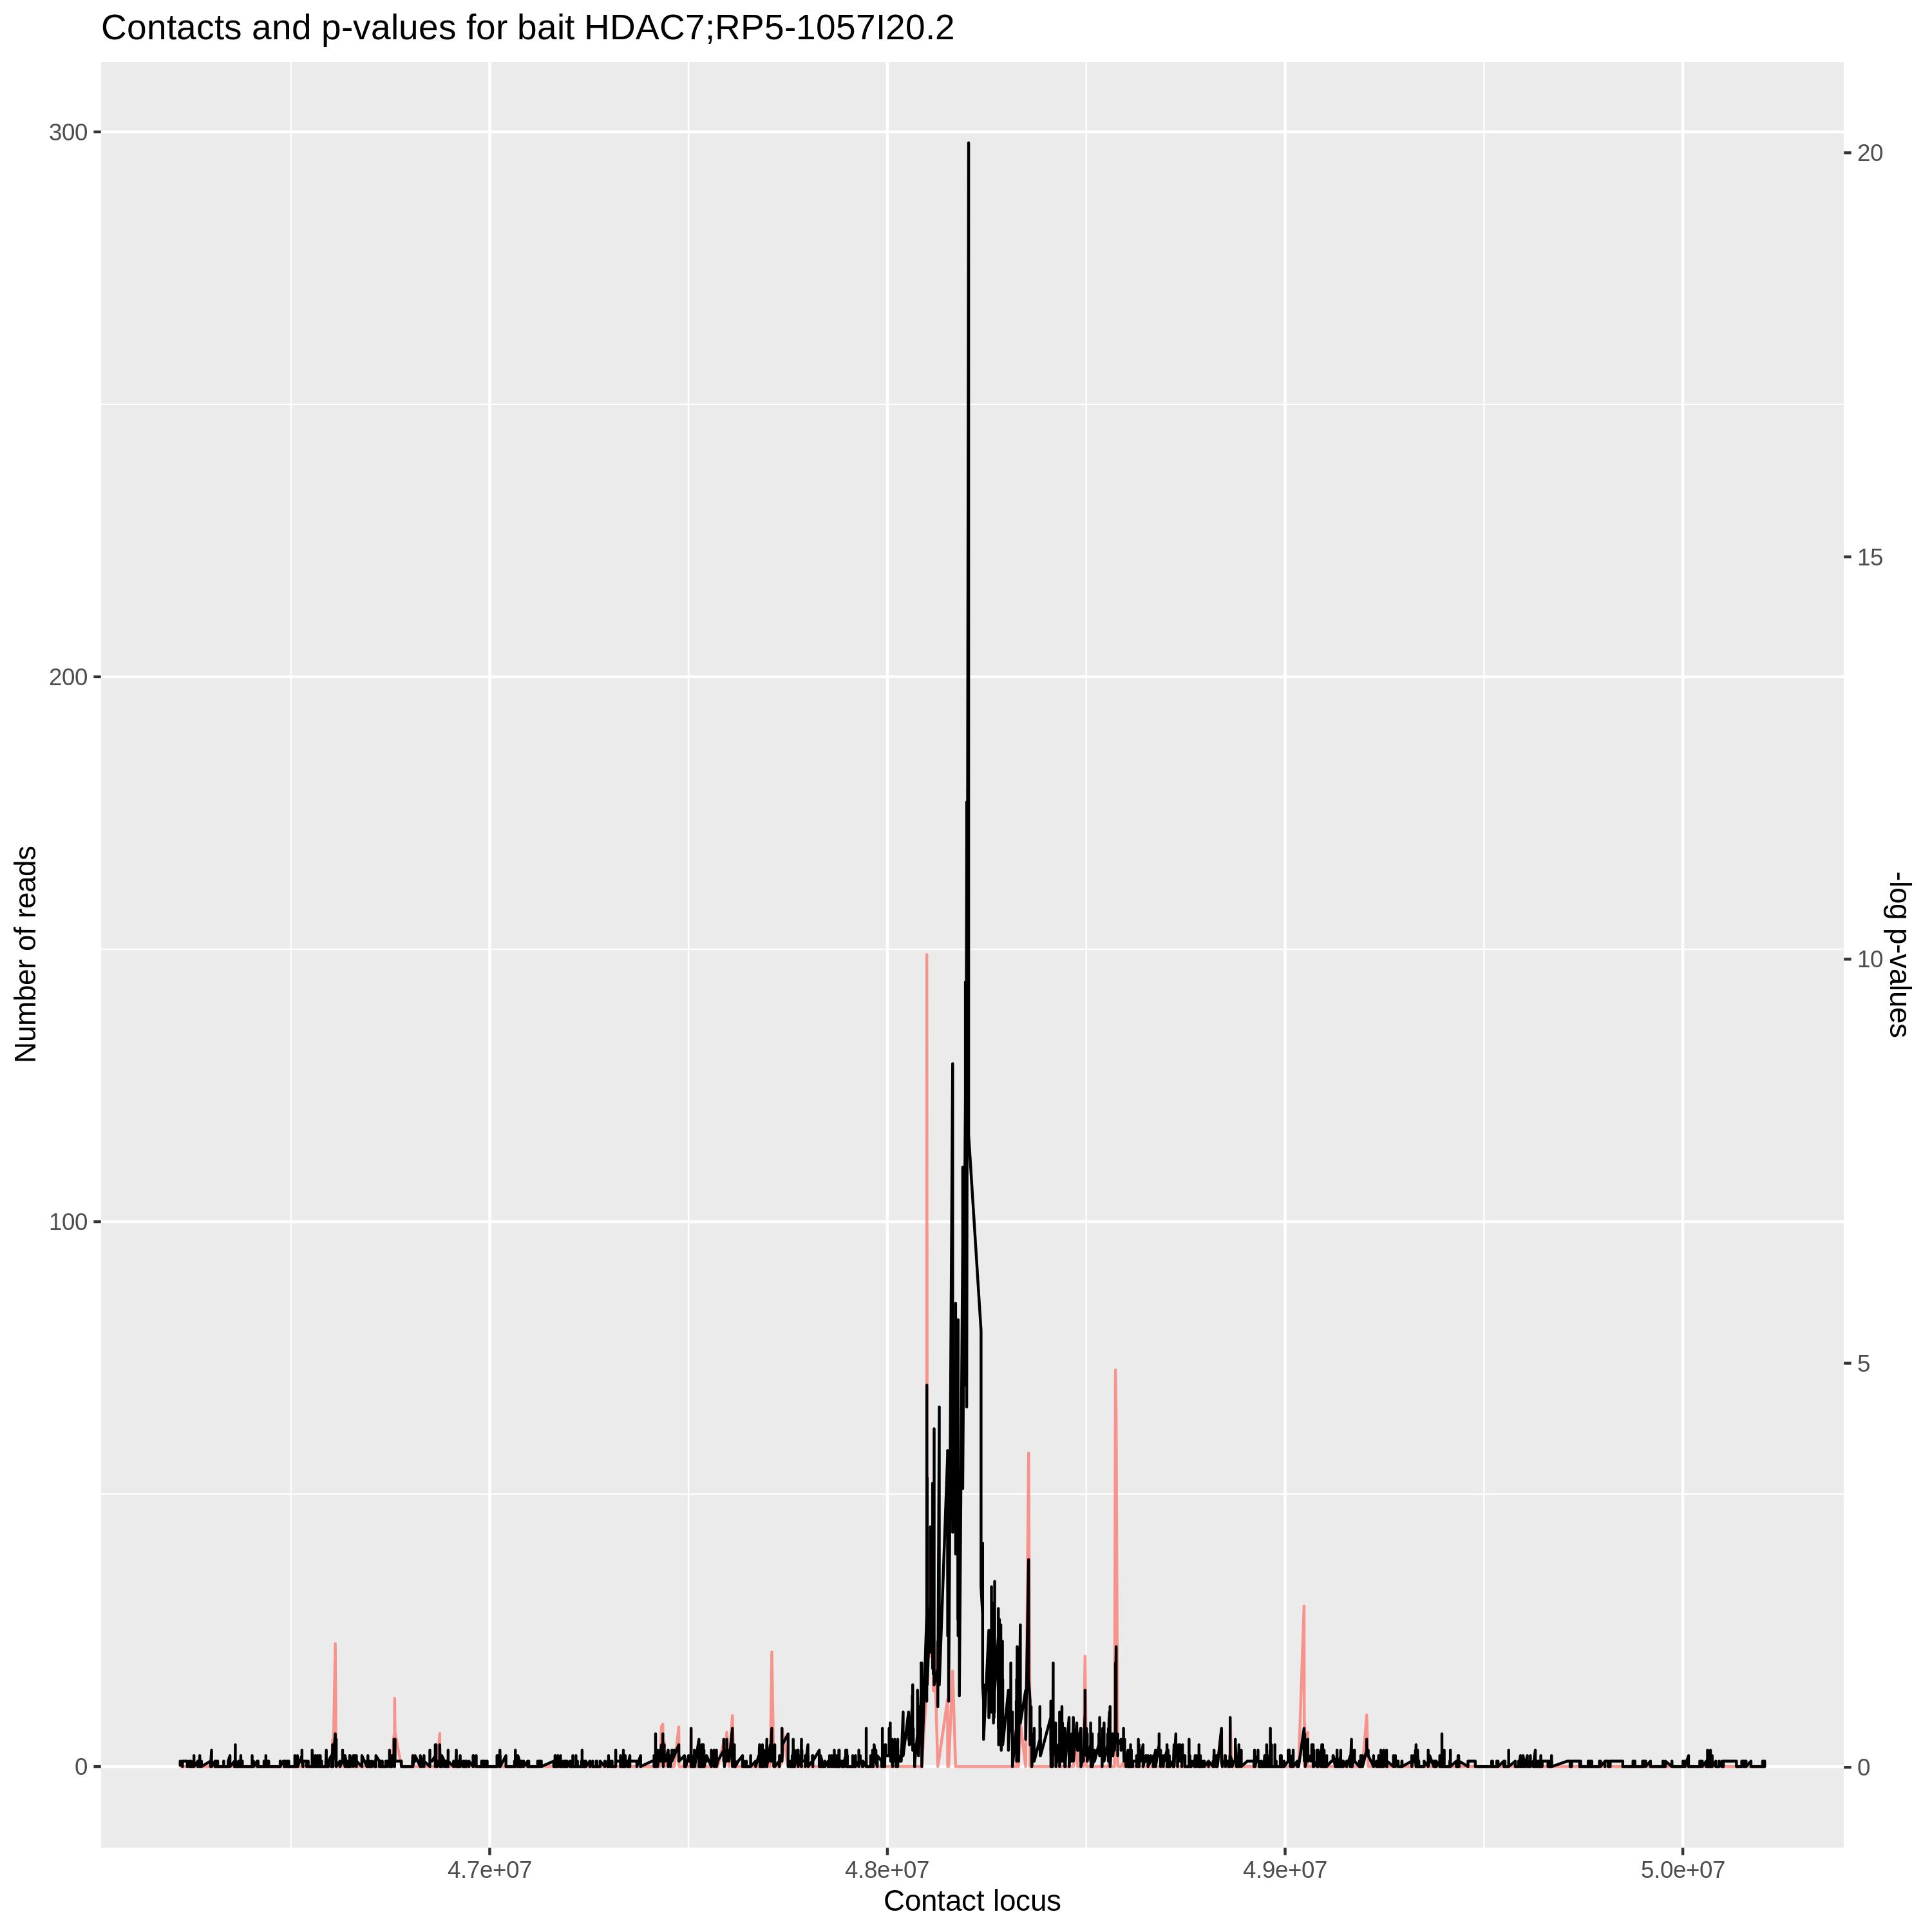 Contacts and p-values for bait HDAC7;RP5-1057I20.2
300
200
100
0
Number of reads
20
15
10
5
0
-log p-values
4.7e+07
4.8e+07
4.9e+07
5.0e+07
Contact locus